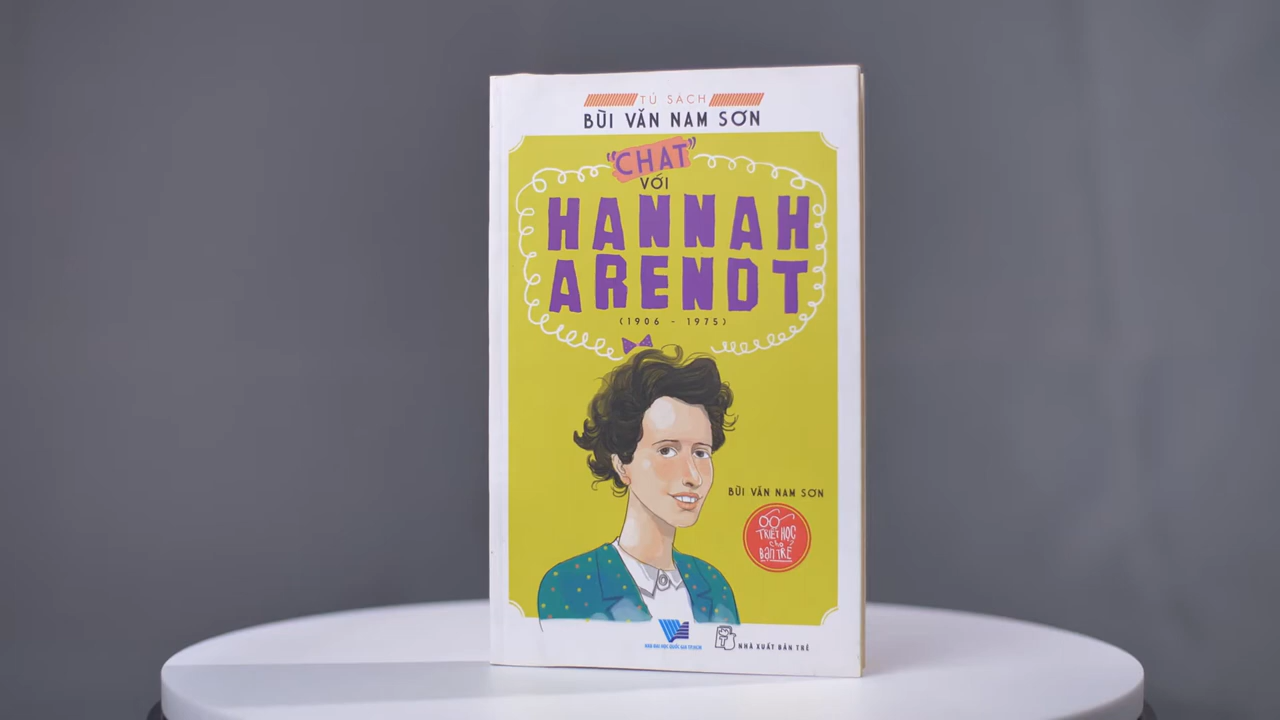 TỦ SÁCH
BÙI VĂN NAM SƠN
"CHAT"
VỚI
HANNAH
ARENDT
(1906 - 1975)
BÙI VĂN NAM SƠN
TRIẾT HỌC
cho
BẠN TRẺ
NHÀ XUẤT BẢN TRẺ